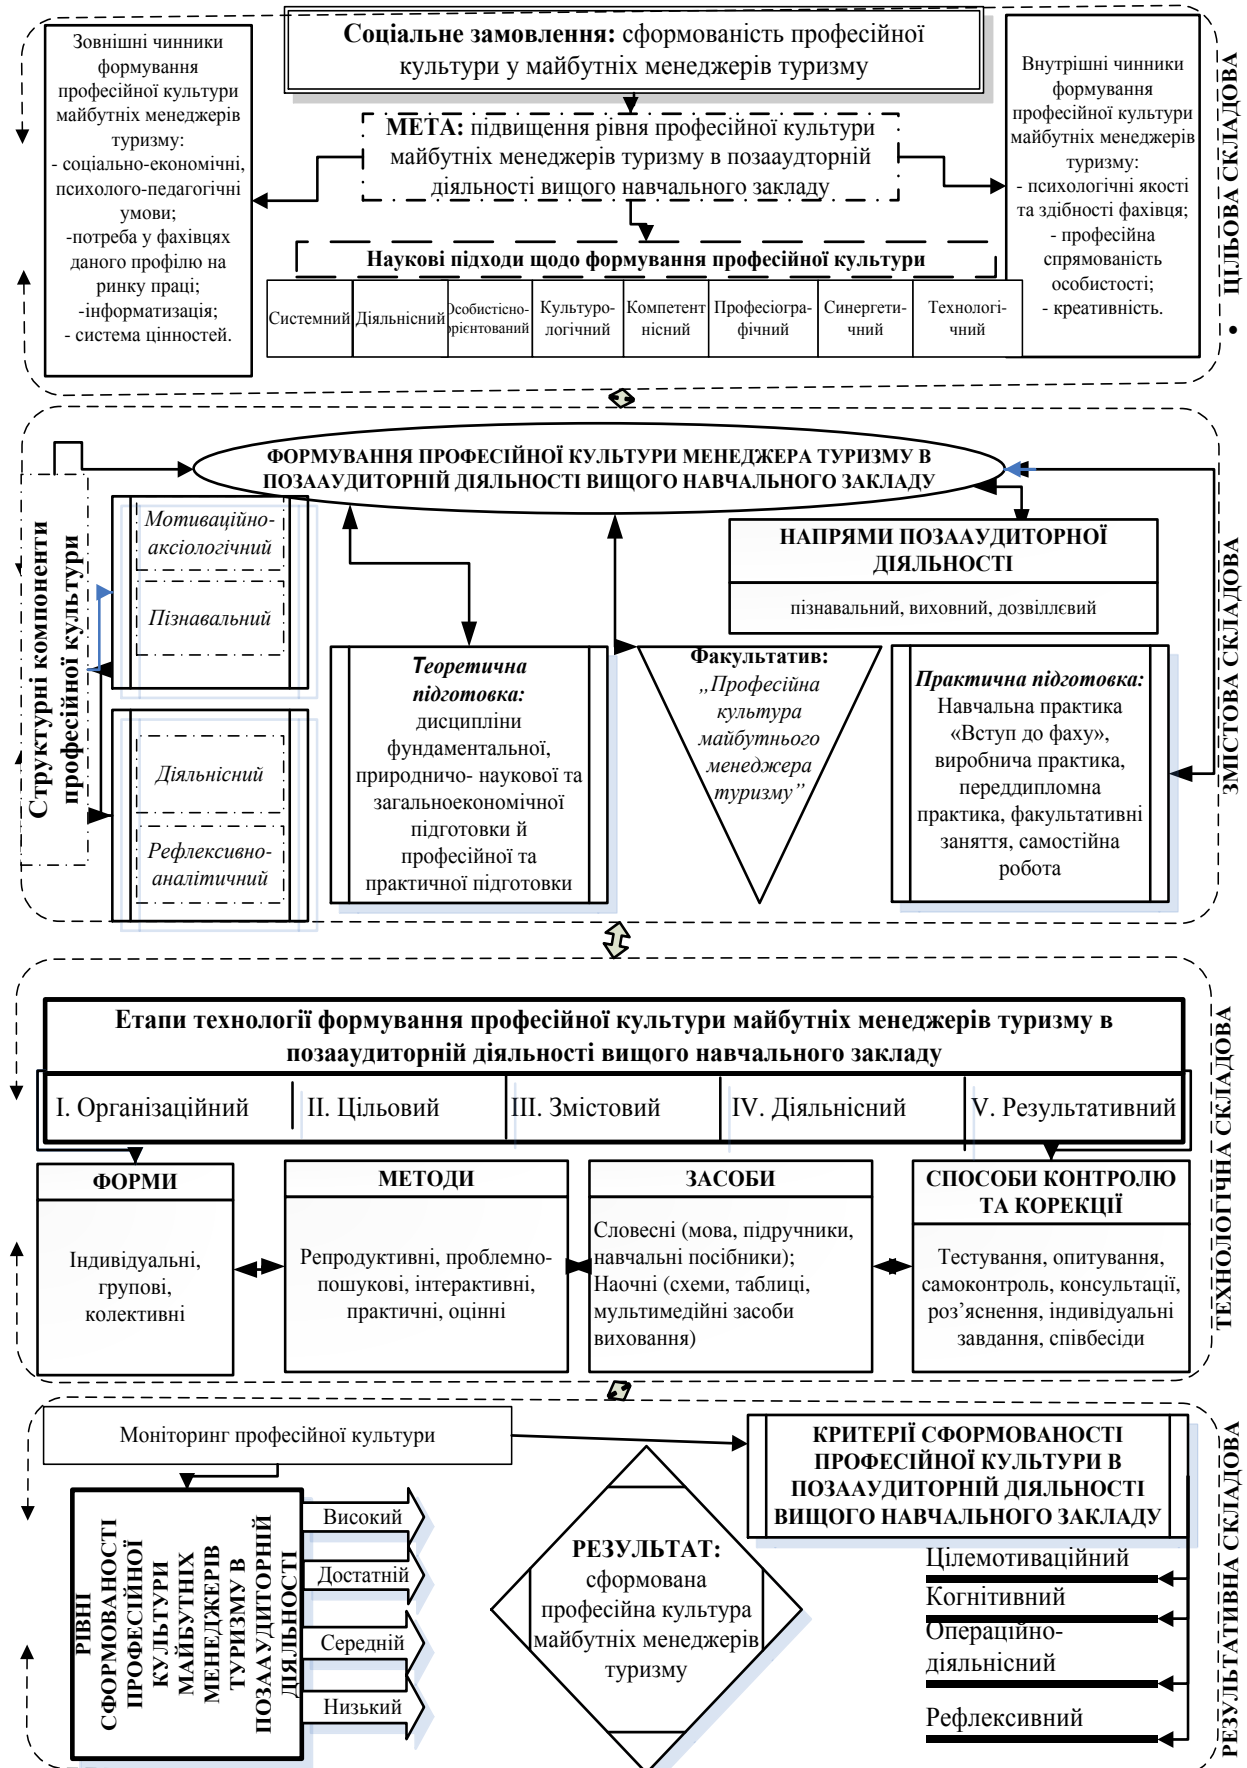 Соціальне замовлення: сформованість професійної
культури у майбутніх менеджерів туризму
Зовнішні чинники
формування
професійної культури
майбутніх менеджерів
туризму:
- соціально-економічні,
психолого-педагогічні
умови;
-потреба у фахівцях
даного профілю на
ринку праці;
-інформатизація;
- система цінностей.
МЕТА: підвищення рівня професійної культури
майбутніх менеджерів туризму в позааудторній
діяльності вищого навчального закладу
Внутрішні чинники
формування
професійної культури
майбутніх менеджерів
туризму:
- психологічні якості
та здібності фахівця;
- професійна
спрямованість
особистості;
- креативність.
Наукові підходи щодо формування професійної культури
Системний
Діяльнісний
Особистісно-
орієнтований
Культуро-
логічний
Компетент
нісний
Професіогра-
фічний
Синергети-
чний
Технологі-
чний
• ЦІЛЬОВА СКЛАДОВА
ФОРМУВАННЯ ПРОФЕСІЙНОЇ КУЛЬТУРИ МЕНЕДЖЕРА ТУРИЗМУ В
ПОЗААУДИТОРНІЙ ДІЯЛЬНОСТІ ВИЩОГО НАВЧАЛЬНОГО ЗАКЛАДУ
Структурні компоненти
професійної культури
Мотиваційно-
аксіологічний
Пізнавальний
Діяльнісний
Рефлексивно-
аналітичний
НАПРЯМИ ПОЗААУДИТОРНОЇ
ДІЯЛЬНОСТІ
пізнавальний, виховний, дозвіллєвий
Теоретична
підготовка:
дисципліни
фундаментальної,
природничо- наукової та
загальноекономічної
підготовки й
професійної та
практичної підготовки
Факультатив:
„Професійна
культура
майбутнього
менеджера
туризму”
Практична підготовка:
Навчальна практика
«Вступ до фаху»,
виробнича практика,
переддипломна
практика, факультативні
заняття, самостійна
робота
ЗМІСТОВА СКЛАДОВА
Етапи технології формування професійної культури майбутніх менеджерів туризму в
позааудиторній діяльності вищого навчального закладу
І. Організаційний
ІІ. Цільовий
ІІІ. Змістовий
IV. Діяльнісний
V. Результативний
ФОРМИ
Індивідуальні,
групові,
колективні
МЕТОДИ
Репродуктивні, проблемно-
пошукові, інтерактивні,
практичні, оцінні
ЗАСОБИ
Словесні (мова, підручники,
навчальні посібники);
Наочні (схеми, таблиці,
мультимедійні засоби
виховання)
СПОСОБИ КОНТРОЛЮ
ТА КОРЕКЦІЇ
Тестування, опитування,
самоконтроль, консультації,
роз’яснення, індивідуальні
завдання, співбесіди
ТЕХНОЛОГІЧНА СКЛАДОВА
Моніторинг професійної культури
РІВНІ
СФОРМОВАНОСТІ
ПРОФЕСІЙНОЇ
КУЛЬТУРИ
МАЙБУТНІХ
МЕНЕДЖЕРІВ
ТУРИЗМУ В
ПОЗААУДИТОРНІЙ
ДІЯЛЬНОСТІ
Високий
Достатній
Середній
Низький
РЕЗУЛЬТАТ:
сформована
професійна культура
майбутніх менеджерів
туризму
КРИТЕРІЇ СФОРМОВАНОСТІ
ПРОФЕСІЙНОЇ КУЛЬТУРИ В
ПОЗААУДИТОРНІЙ ДІЯЛЬНОСТІ
ВИЩОГО НАВЧАЛЬНОГО ЗАКЛАДУ
Цілемотиваційний
Когнітивний
Операційно-
діяльнісний
Рефлексивний
РЕЗУЛЬТАТИВНА СКЛАДОВА